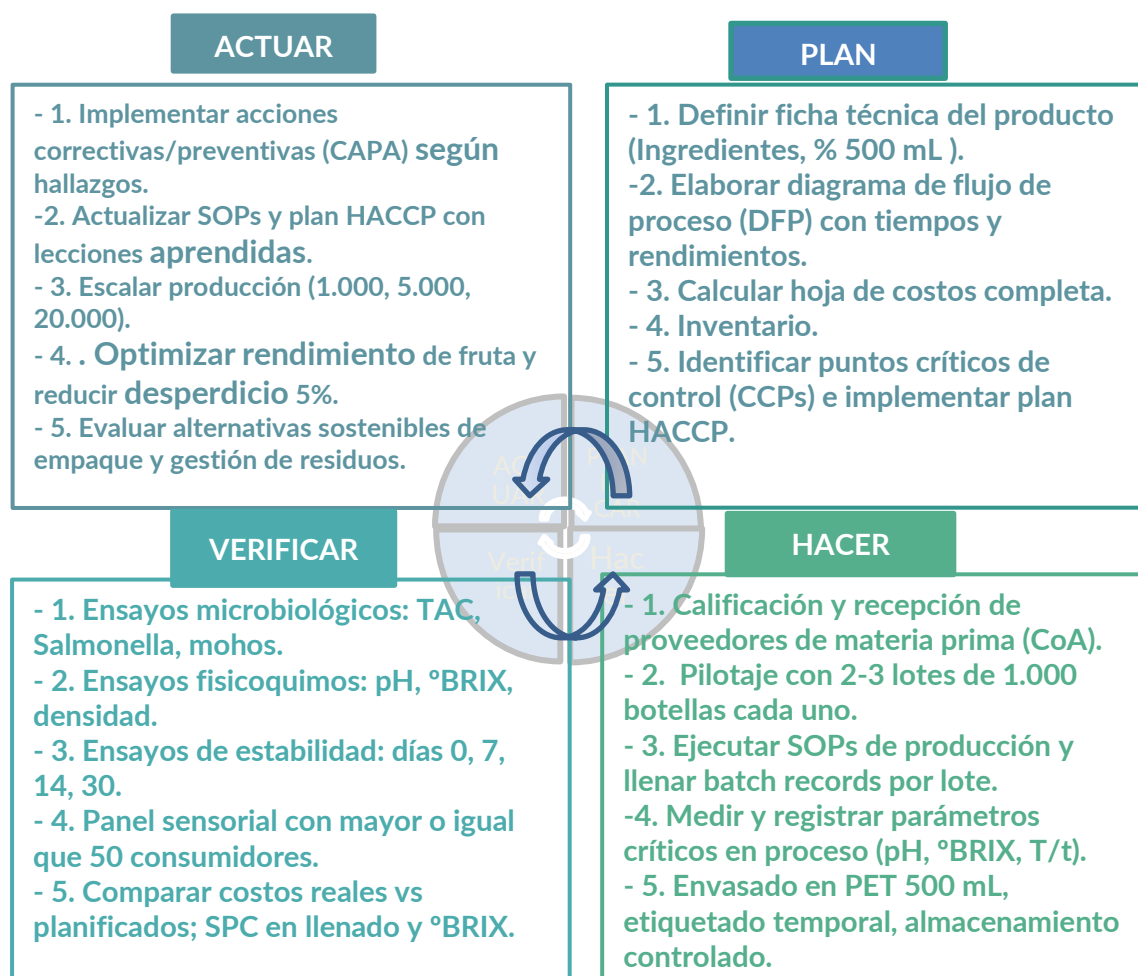 ACTUAR
- 1. Implementar acciones
correctivas/preventivas (CAPA) según
hallazgos.
-2. Actualizar SOPs y plan HACCP con
lecciones aprendidas.
- 3. Escalar producción (1.000, 5.000,
20.000).
- 4. . Optimizar rendimiento de fruta y
reducir desperdicio 5%.
- 5. Evaluar alternativas sostenibles de
empaque y gestión de residuos.
PLAN
- 1. Definir ficha técnica del producto
(Ingredientes, % 500 mL ).
-2. Elaborar diagrama de flujo de
proceso (DFP) con tiempos y
rendimientos.
- 3. Calcular hoja de costos completa.
- 4. Inventario.
- 5. Identificar puntos críticos de
control (CCPs) e implementar plan
HACCP.
Verif
Hac
VERIFICAR
- 1. Ensayos microbiológicos: TAC,
Salmonella, mohos.
- 2. Ensayos fisicoquimos: pH, ºBRIX,
densidad.
- 3. Ensayos de estabilidad: días 0, 7,
14, 30.
- 4. Panel sensorial con mayor o igual
que 50 consumidores.
- 5. Comparar costos reales vs
planificados; SPC en llenado y ºBRIX.
HACER
- 1. Calificación y recepción de
proveedores de materia prima (CoA).
- 2. Pilotaje con 2-3 lotes de 1.000
botellas cada uno.
- 3. Ejecutar SOPs de producción y
llenar batch records por lote.
-4. Medir y registrar parámetros
críticos en proceso (pH, ºBRIX, T/t).
- 5. Envasado en PET 500 mL,
etiquetado temporal, almacenamiento
controlado.